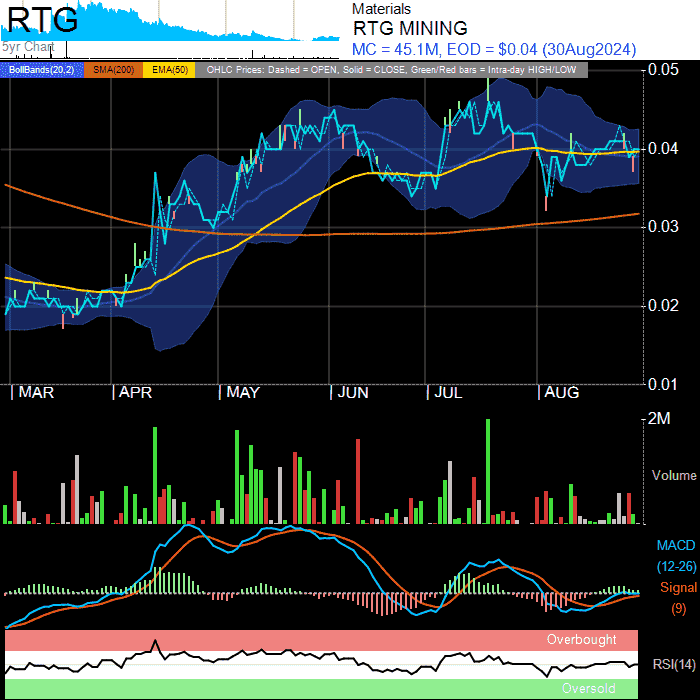 RTG
5yr Chart
Materials
RTG MINING
MC = 45.1M, EOD = $0.04 (30Aug2024)
BollBands(20,2) SMA(200) EMA(50) OHLC Prices: Dashed = OPEN, Solid = CLOSE, Green/Red bars = Intra-day HIGH/LOW
0.05
0.04
0.03
0.02
0.01
MAR APR MAY JUN JUL AUG
2M
Volume
MACD
(12-26)
Signal
(9)
Overbought
RSI(14)
Oversold